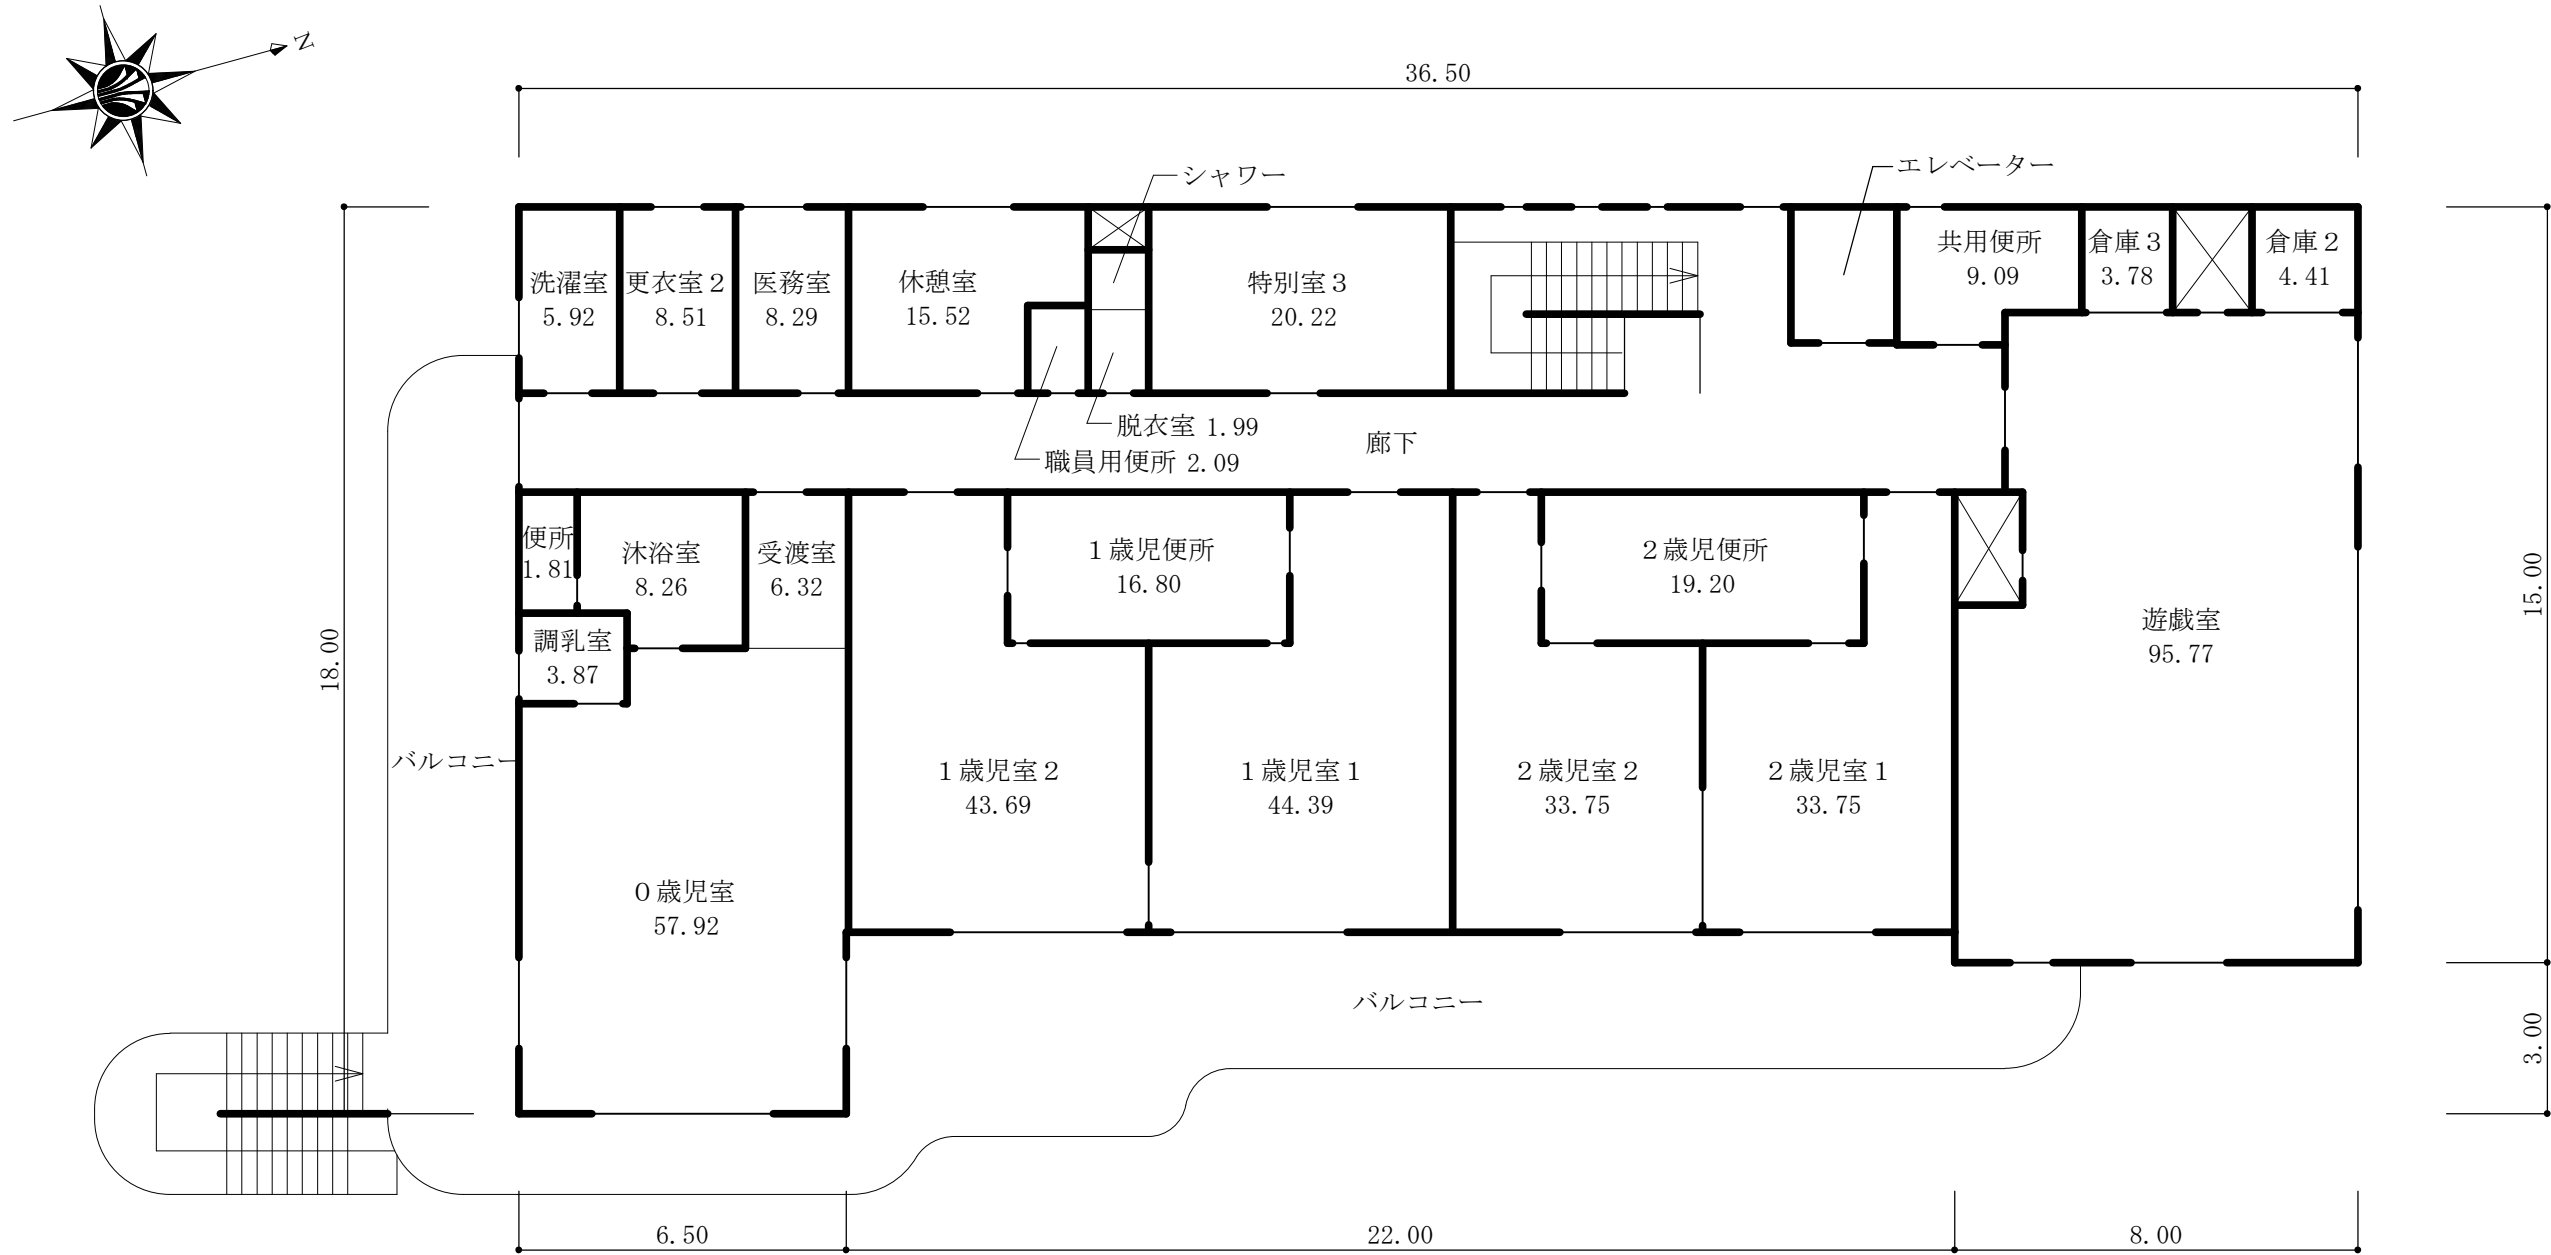 N
36.50
シャワー
エレベーター
洗濯室
5.92
更衣室２
8.51
医務室
8.29
休憩室
15.52
特別室３
20.22
共用便所
9.09
倉庫３
3.78
倉庫２
4.41
脱衣室 1.99
職員用便所 2.09
廊下
便所
1.81
沐浴室
8.26
受渡室
6.32
１歳児便所
16.80
２歳児便所
19.20
調乳室
3.87
遊戯室
95.77
18.00
15.00
バルコニー
１歳児室２
43.69
１歳児室１
44.39
２歳児室２
33.75
２歳児室１
33.75
０歳児室
57.92
バルコニー
3.00
6.50
22.00
8.00